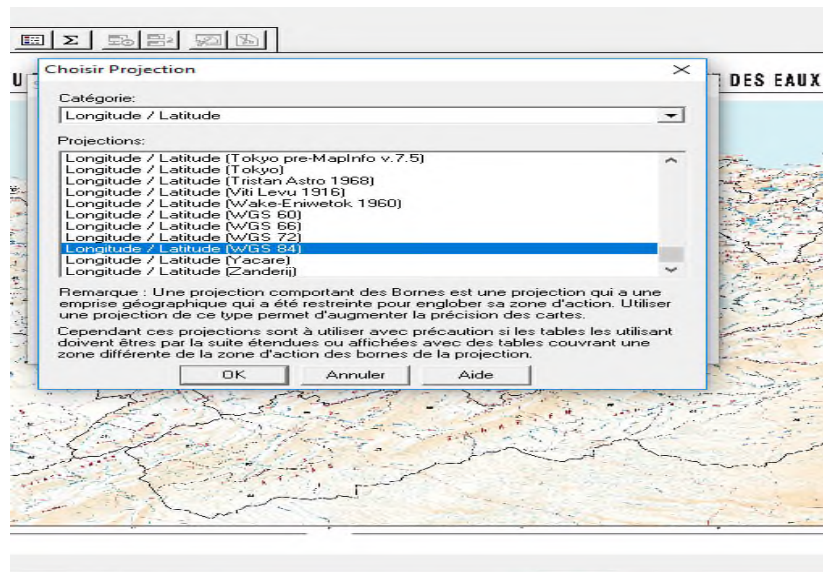 Choisir Projection
U
DES EAUX
Catégorie:
Longitude / Latitude
Projections:
Longitude / Latitude (Tokyo pre-MapInfo v.7.5)
Longitude / Latitude (Tokyo)
Longitude / Latitude (Tristan Astro 1968)
Longitude / Latitude (Viti Levu 1916)
Longitude / Latitude (Wake-Eniwetok 1960)
Longitude / Latitude (WGS 60)
Longitude / Latitude (WGS 66)
Longitude / Latitude (WGS 72)
Longitude / Latitude (WGS 84)
Longitude / Latitude (Yacare)
Longitude / Latitude (Zanderij)
Remarque : Une projection comportant des Bornes est une projection qui a une
emprise géographique qui a été restreinte pour englober sa zone d'action. Utiliser
une projection de ce type permet d'augmenter la précision des cartes.
Cependant ces projections sont à utiliser avec précaution si les tables les utilisant
doivent êtres par la suite étendues ou affichées avec des tables couvrant une
zone différente de la zone d'action des bornes de la projection.
OK Annuler Aide